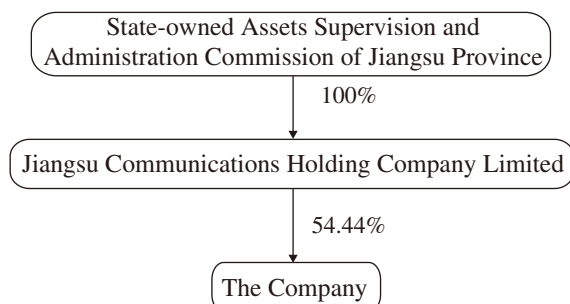 State-owned Assets Supervision and
Administration Commission of Jiangsu Province
100%
Jiangsu Communications Holding Company Limited
54.44%
The Company